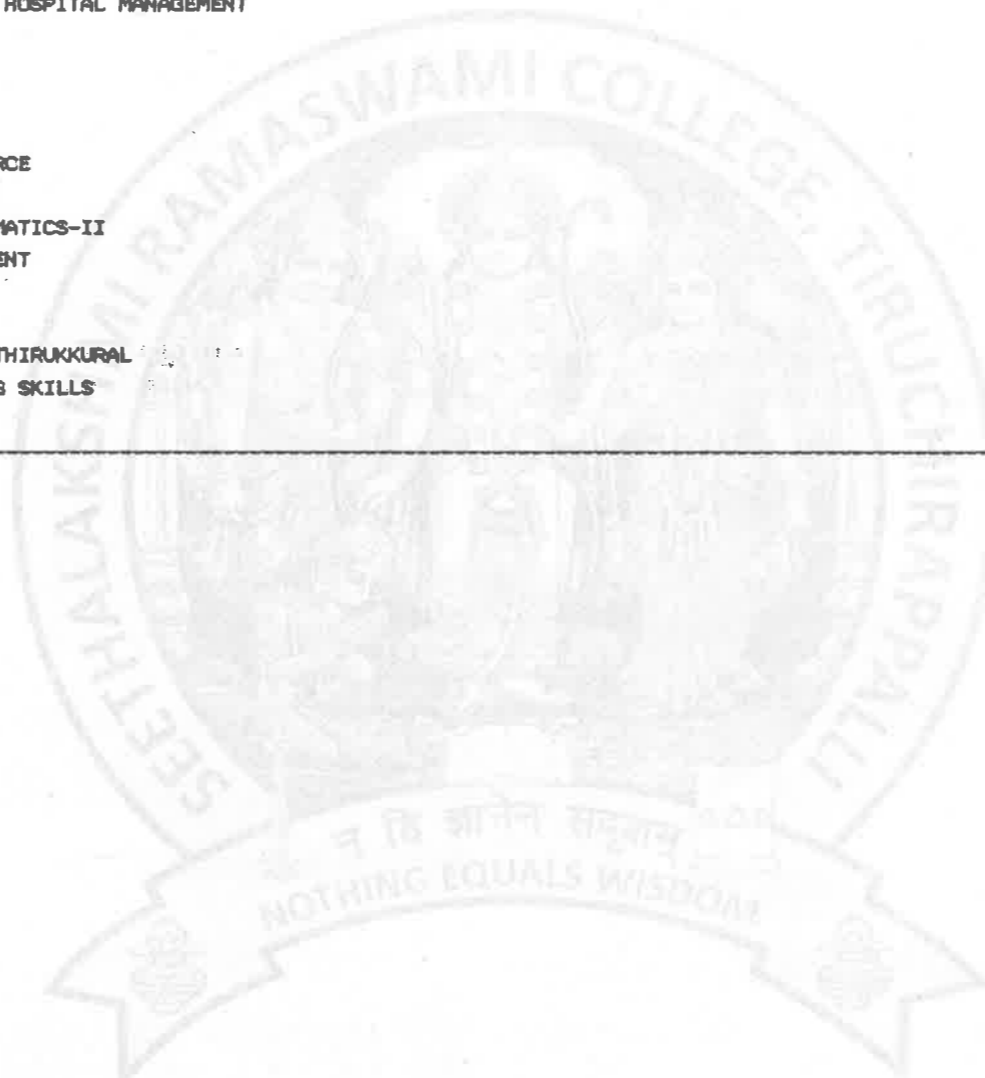 HOSPITAL MANAGEMENT
RCE
MATICS-II
ENT
THIRUKKURAL
G SKILLS
SEETHALAKSHMI RAMASWAMI COLLEGE, TIRUCHIRAPPALLI
न हि ज्ञानेन सदृशम्
NOTHING EQUALS WISDOM